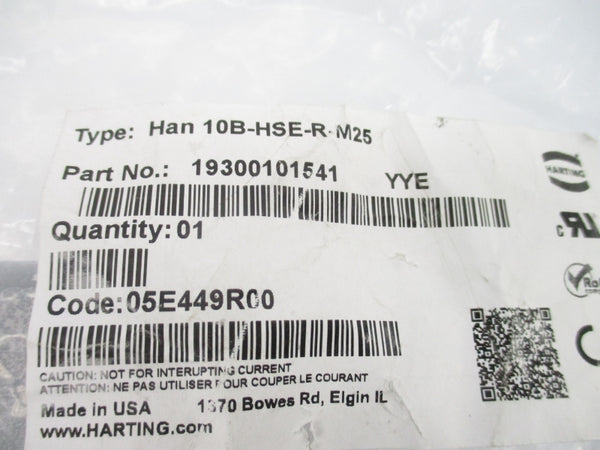 Type: Han 10B-HSE-R-M25
Part No.: 19300101541 YYE
HARTING
Quantity: 01
Code: 05E449R00
CAUTION: NOT FOR INTERUPTING CURRENT
ATTENTION: NE PAS UTILISER POUR COUPER LE COURANT
Made in USA 1370 Bowes Rd, Elgin IL
www.HARTING.com